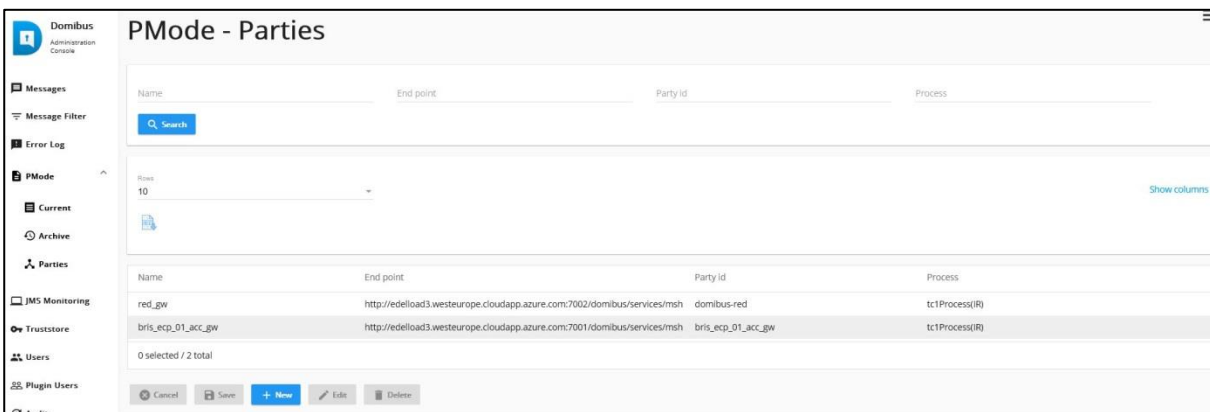 Domibus
Administration
Console
Messages
Message Filter
Error Log
PMode
Current
Archive
Parties
JMS Monitoring
Truststore
Users
Plugin Users
PMode - Parties
Name End point Party id Process
Search
Rows
10
Show columns
Name End point Party id Process
red_gw http://edelload3.westeurope.cloudapp.azure.com:7002/domibus/services/msh domibus-red tc1Process(IR)
bris_ecp_01_acc_gw http://edelload3.westeurope.cloudapp.azure.com:7001/domibus/services/msh bris_ecp_01_acc_gw tc1Process(IR)
0 selected / 2 total
Cancel Save + New Edit Delete